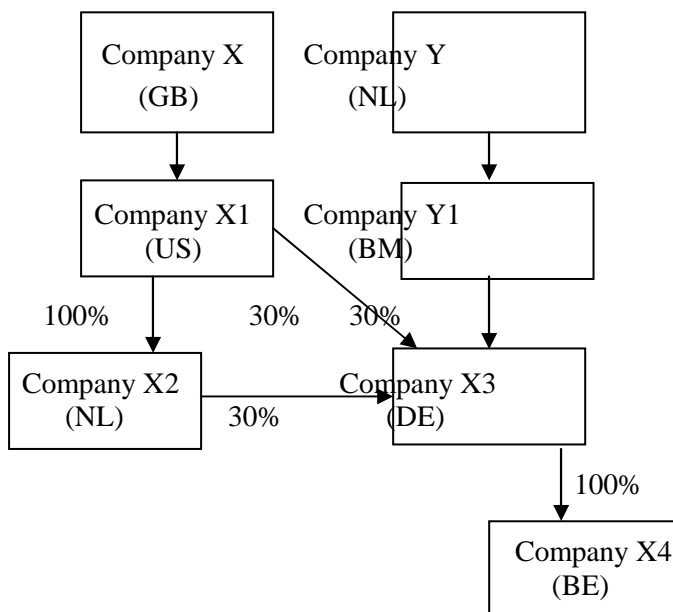 Company X
(GB)
Company Y
(NL)
Company X1
(US)
Company Y1
(BM)
100%
30%
30%
Company X2
(NL)
30%
Company X3
(DE)
100%
Company X4
(BE)